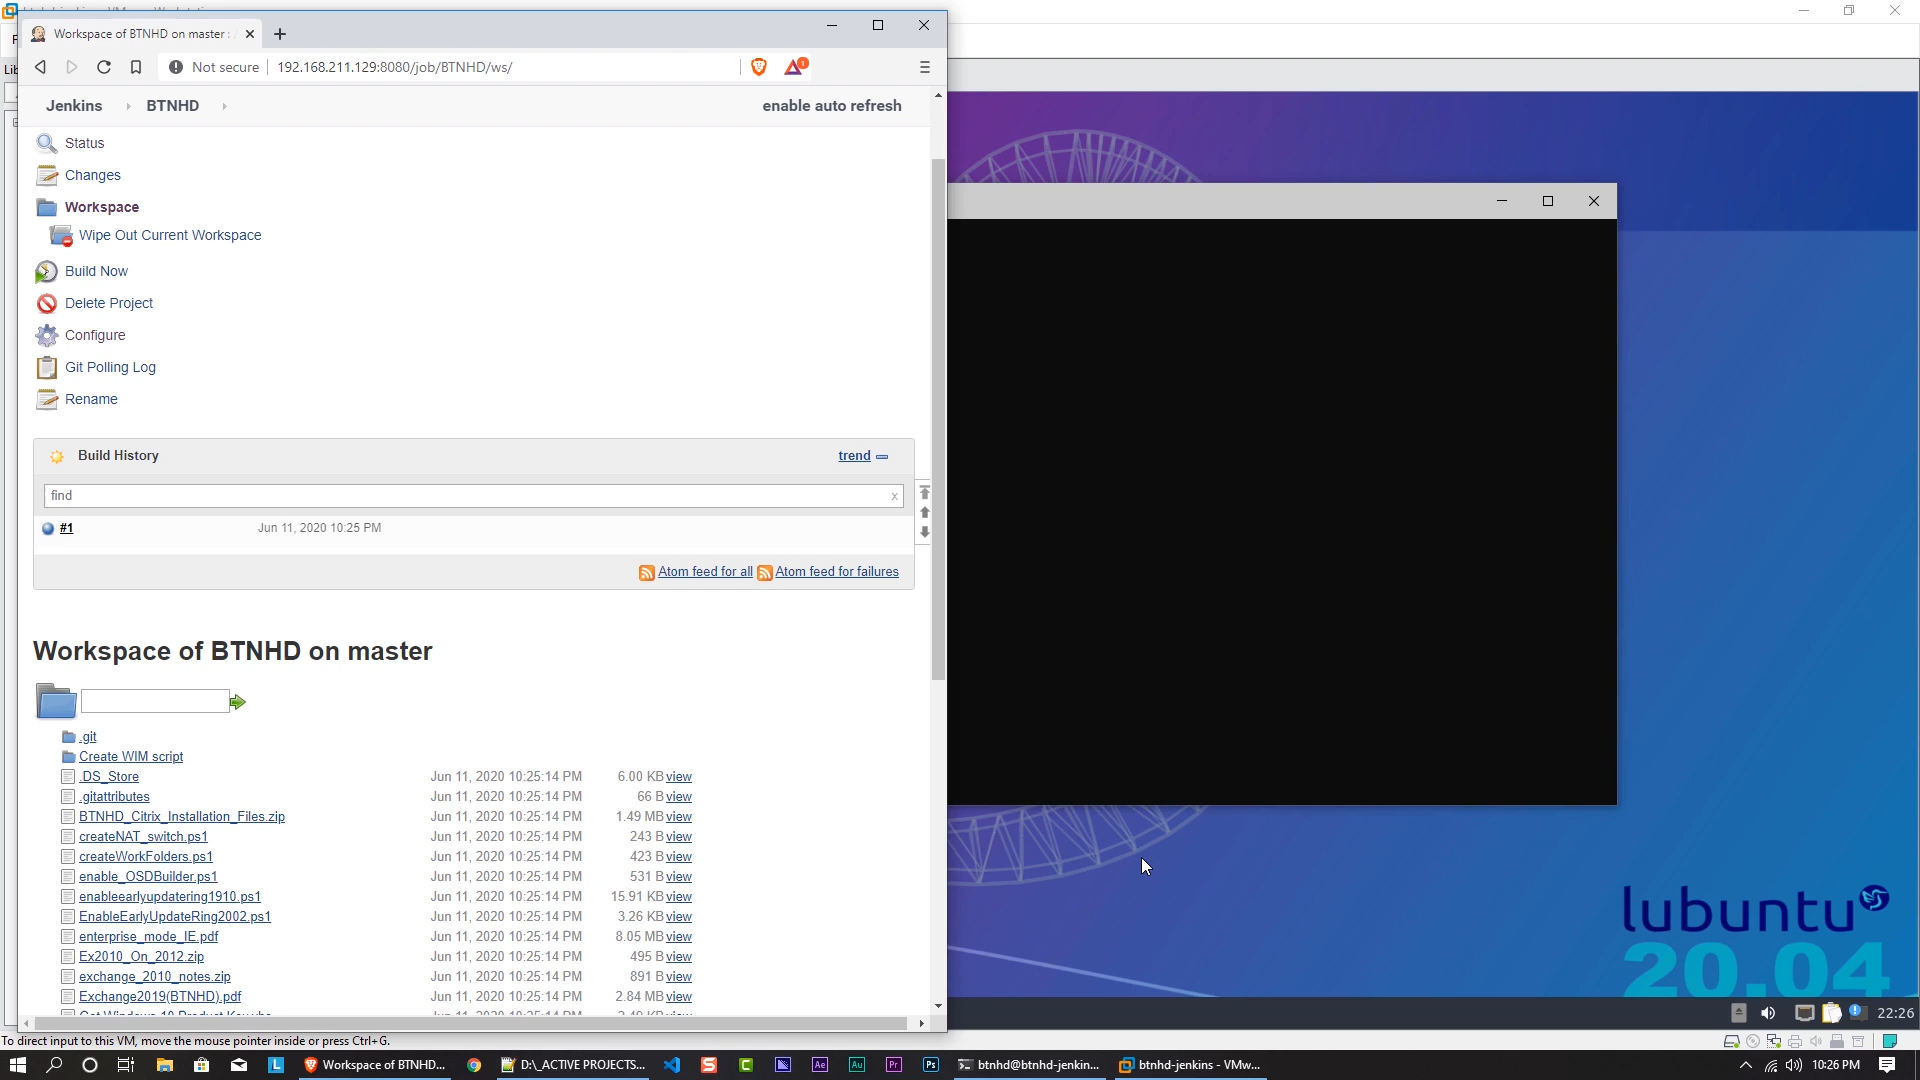 Workspace of BTNHD on master :
Not secure
192.168.211.129:8080/job/BTNHD/ws/
1
Lib
Jenkins
BTNHD
enable auto refresh
Status
Changes
Workspace
Wipe Out Current Workspace
Build Now
Delete Project
Configure
Git Polling Log
Rename
Build History
trend
find
x
#1
Jun 11, 2020 10:25 PM
Atom feed for all
Atom feed for failures
Workspace of BTNHD on master
.git
Create WIM script
.DS_Store Jun 11, 2020 10:25:14 PM 6.00 KB view
.gitattributes Jun 11, 2020 10:25:14 PM 66 B view
BTNHD_Citrix_Installation_Files.zip Jun 11, 2020 10:25:14 PM 1.49 MB view
createNAT_switch.ps1 Jun 11, 2020 10:25:14 PM 243 B view
createWorkFolders.ps1 Jun 11, 2020 10:25:14 PM 423 B view
enable_OSDBuilder.ps1 Jun 11, 2020 10:25:14 PM 531 B view
enableearlyupdatering1910.ps1 Jun 11, 2020 10:25:14 PM 15.91 KB view
EnableEarlyUpdateRing2002.ps1 Jun 11, 2020 10:25:14 PM 3.26 KB view
enterprise_mode_IE.pdf Jun 11, 2020 10:25:14 PM 8.05 MB view
Ex2010_On_2012.zip Jun 11, 2020 10:25:14 PM 495 B view
exchange_2010_notes.zip Jun 11, 2020 10:25:14 PM 891 B view
Exchange2019(BTNHD).pdf Jun 11, 2020 10:25:14 PM 2.84 MB view
lubuntu
20.04
22:26
To direct input to this VM, move the mouse pointer inside or press Ctrl+G.
Workspace of BTNHD...
D:\_ACTIVE PROJECTS...
btnhd@btnhd-jenkin...
btnhd-jenkins - VMw...
10:26 PM